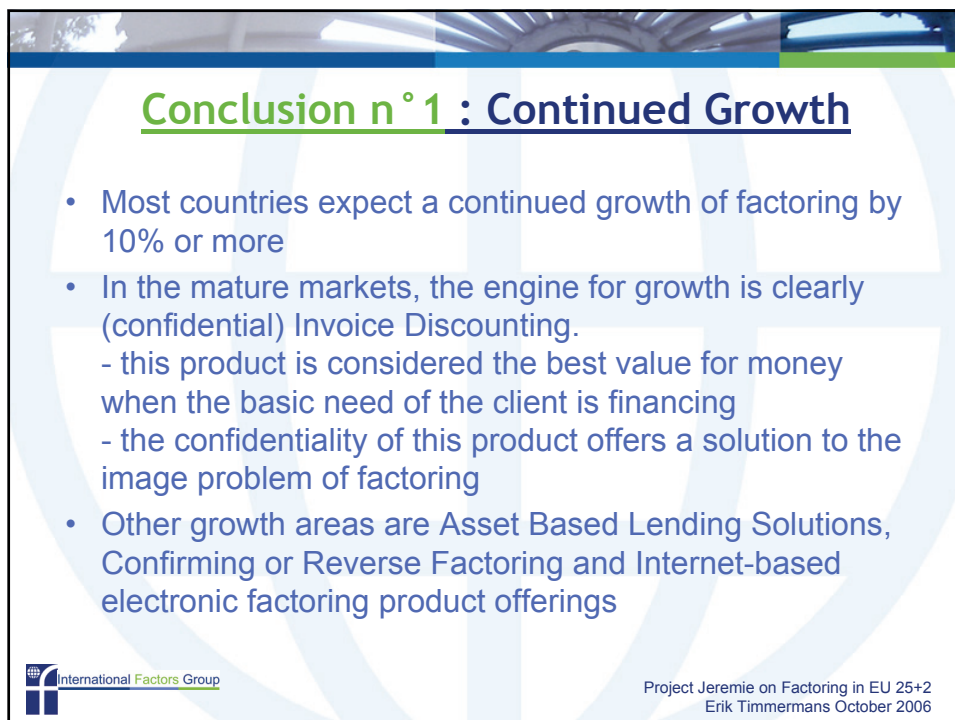 Conclusion n°1 : Continued Growth
• Most countries expect a continued growth of factoring by
10% or more
• In the mature markets, the engine for growth is clearly
(confidential) Invoice Discounting.
- this product is considered the best value for money
when the basic need of the client is financing
- the confidentiality of this product offers a solution to the
image problem of factoring
• Other growth areas are Asset Based Lending Solutions,
Confirming or Reverse Factoring and Internet-based
electronic factoring product offerings
International Factors Group
Project Jeremie on Factoring in EU 25+2
Erik Timmermans October 2006